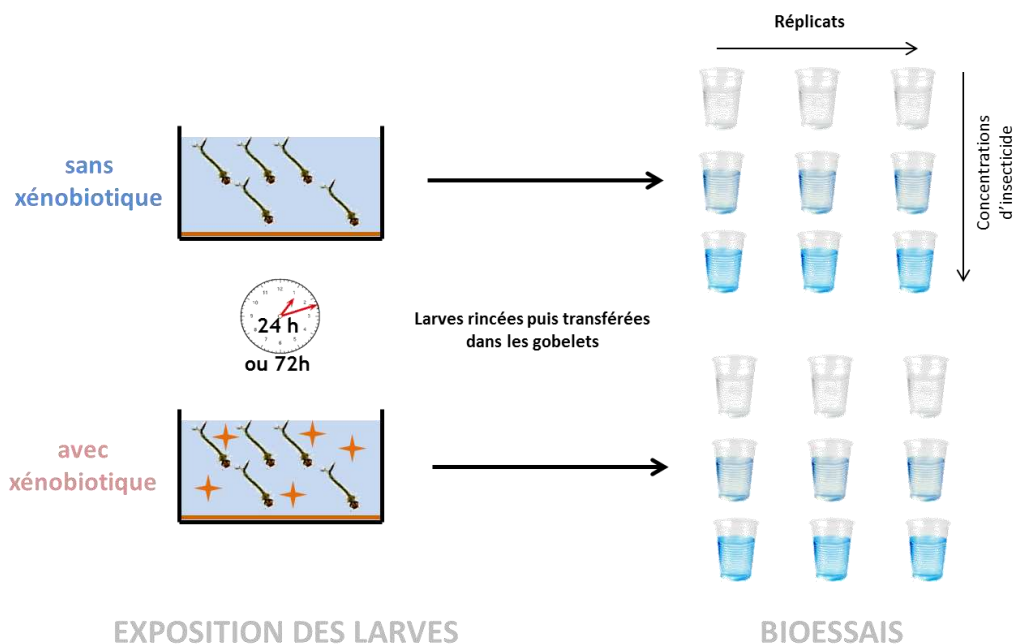 Réplicats
Concentrations
d'insecticide
sans
xénobiotique
24 h
ou 72h
Larves rincées puis transférées
dans les gobelets
avec
xénobiotique
EXPOSITION DES LARVES
BIOESSAIS